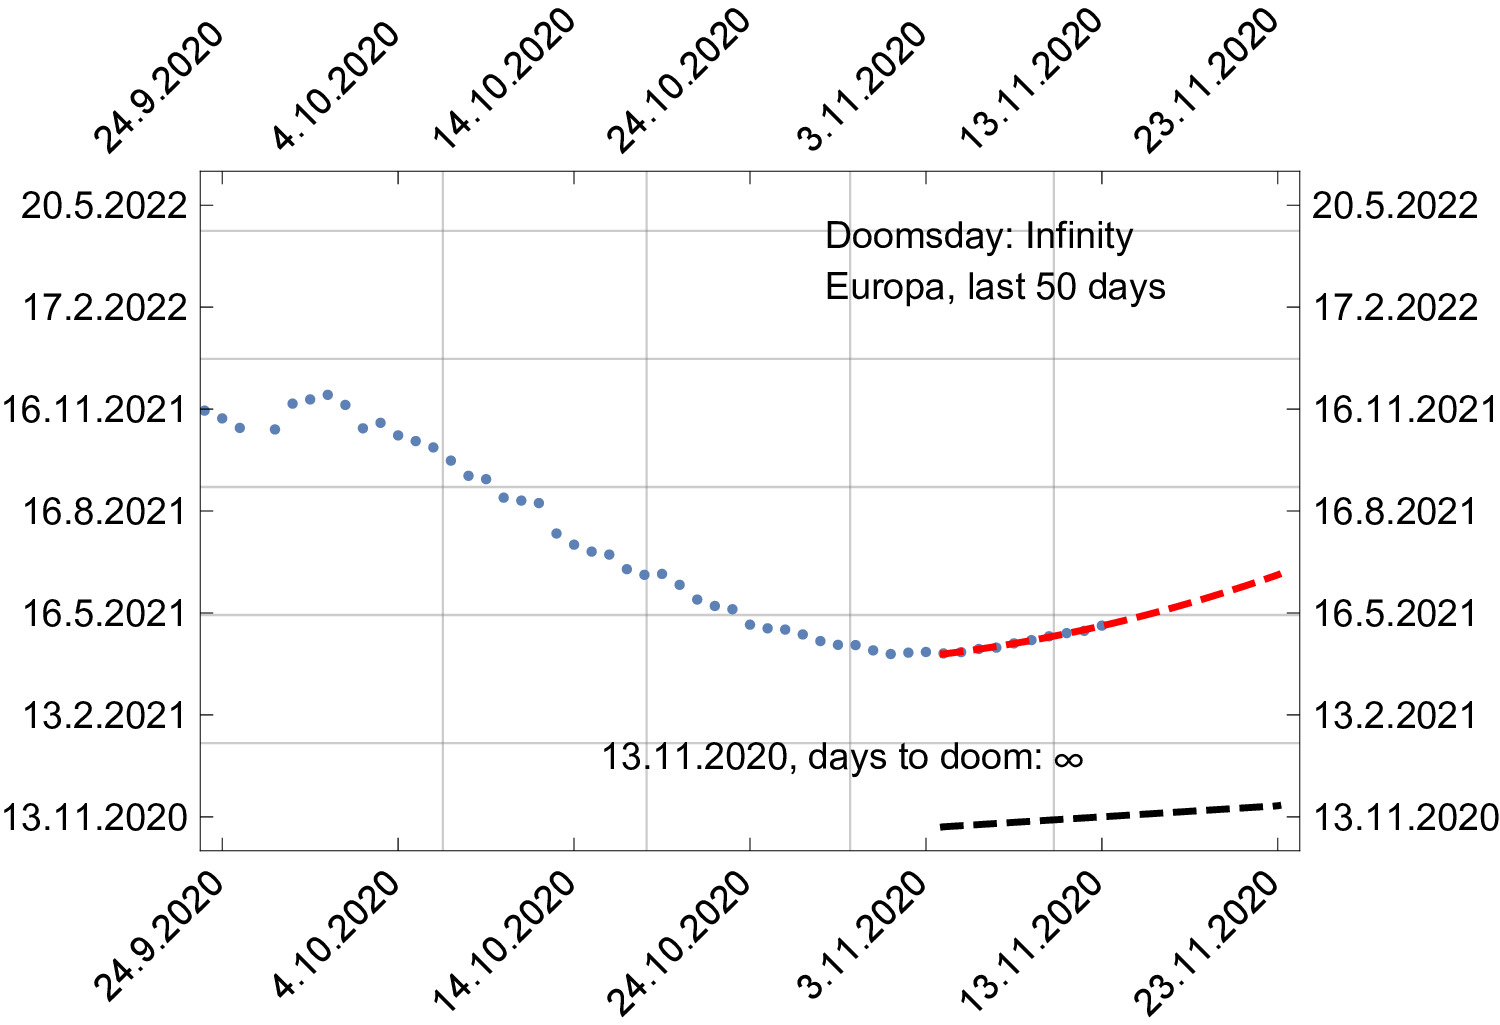 24.9.2020 4.10.2020 14.10.2020 24.10.2020 3.11.2020 13.11.2020 23.11.2020
20.5.2022 20.5.2022
Doomsday: Infinity
Europa, last 50 days
17.2.2022 17.2.2022
16.11.2021 16.11.2021
16.8.2021 16.8.2021
16.5.2021 16.5.2021
13.2.2021 13.2.2021
13.11.2020, days to doom: ∞
13.11.2020 13.11.2020
24.9.2020 4.10.2020 14.10.2020 24.10.2020 3.11.2020 13.11.2020 23.11.2020